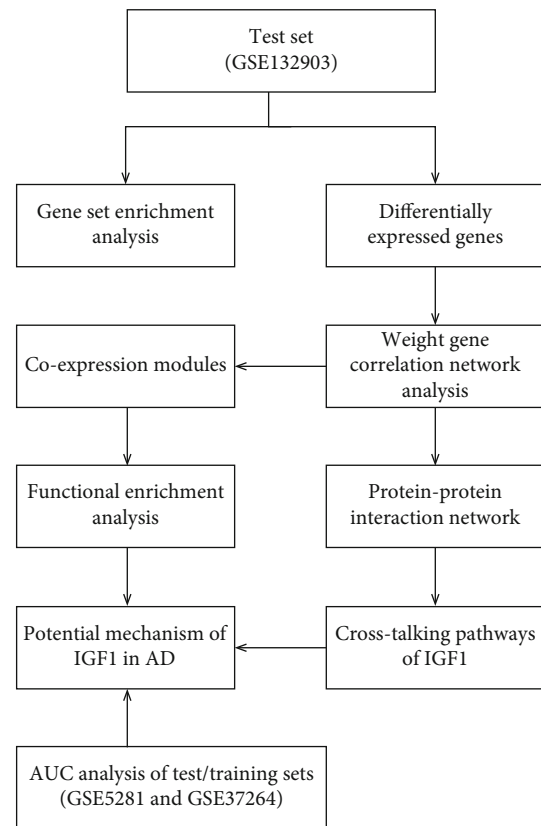 Test set
(GSE132903)
Gene set enrichment
analysis
Differentially
expressed genes
Co-expression modules
Weight gene
correlation network
analysis
Functional enrichment
analysis
Protein-protein
interaction network
Potential mechanism of
IGF1 in AD
Cross-talking pathways
of IGF1
AUC analysis of test/training sets
(GSE5281 and GSE37264)